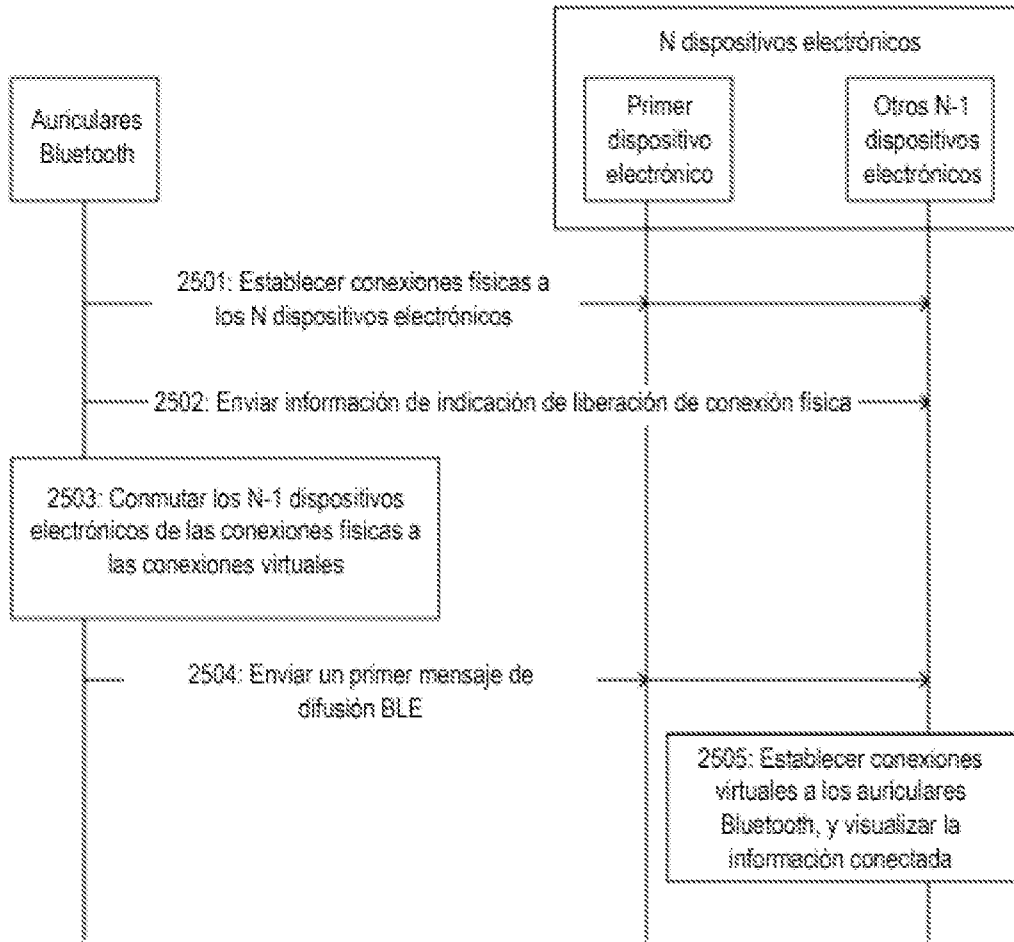 N dispositivos electrónicos
Auriculares
Bluetooth
Primer
dispositivo
electrónico
Otros N-1
dispositivos
electrónicos
2501: Establecer conexiones físicas a
los N dispositivos electrónicos
2502: Enviar información de indicación de liberación de conexión física
2503: Conmutar los N-1 dispositivos
electrónicos de las conexiones físicas a
las conexiones virtuales
2504: Enviar un primer mensaje de
difusión BLE
2505: Establecer conexiones
virtuales a los auriculares
Bluetooth, y visualizar la
información conectada